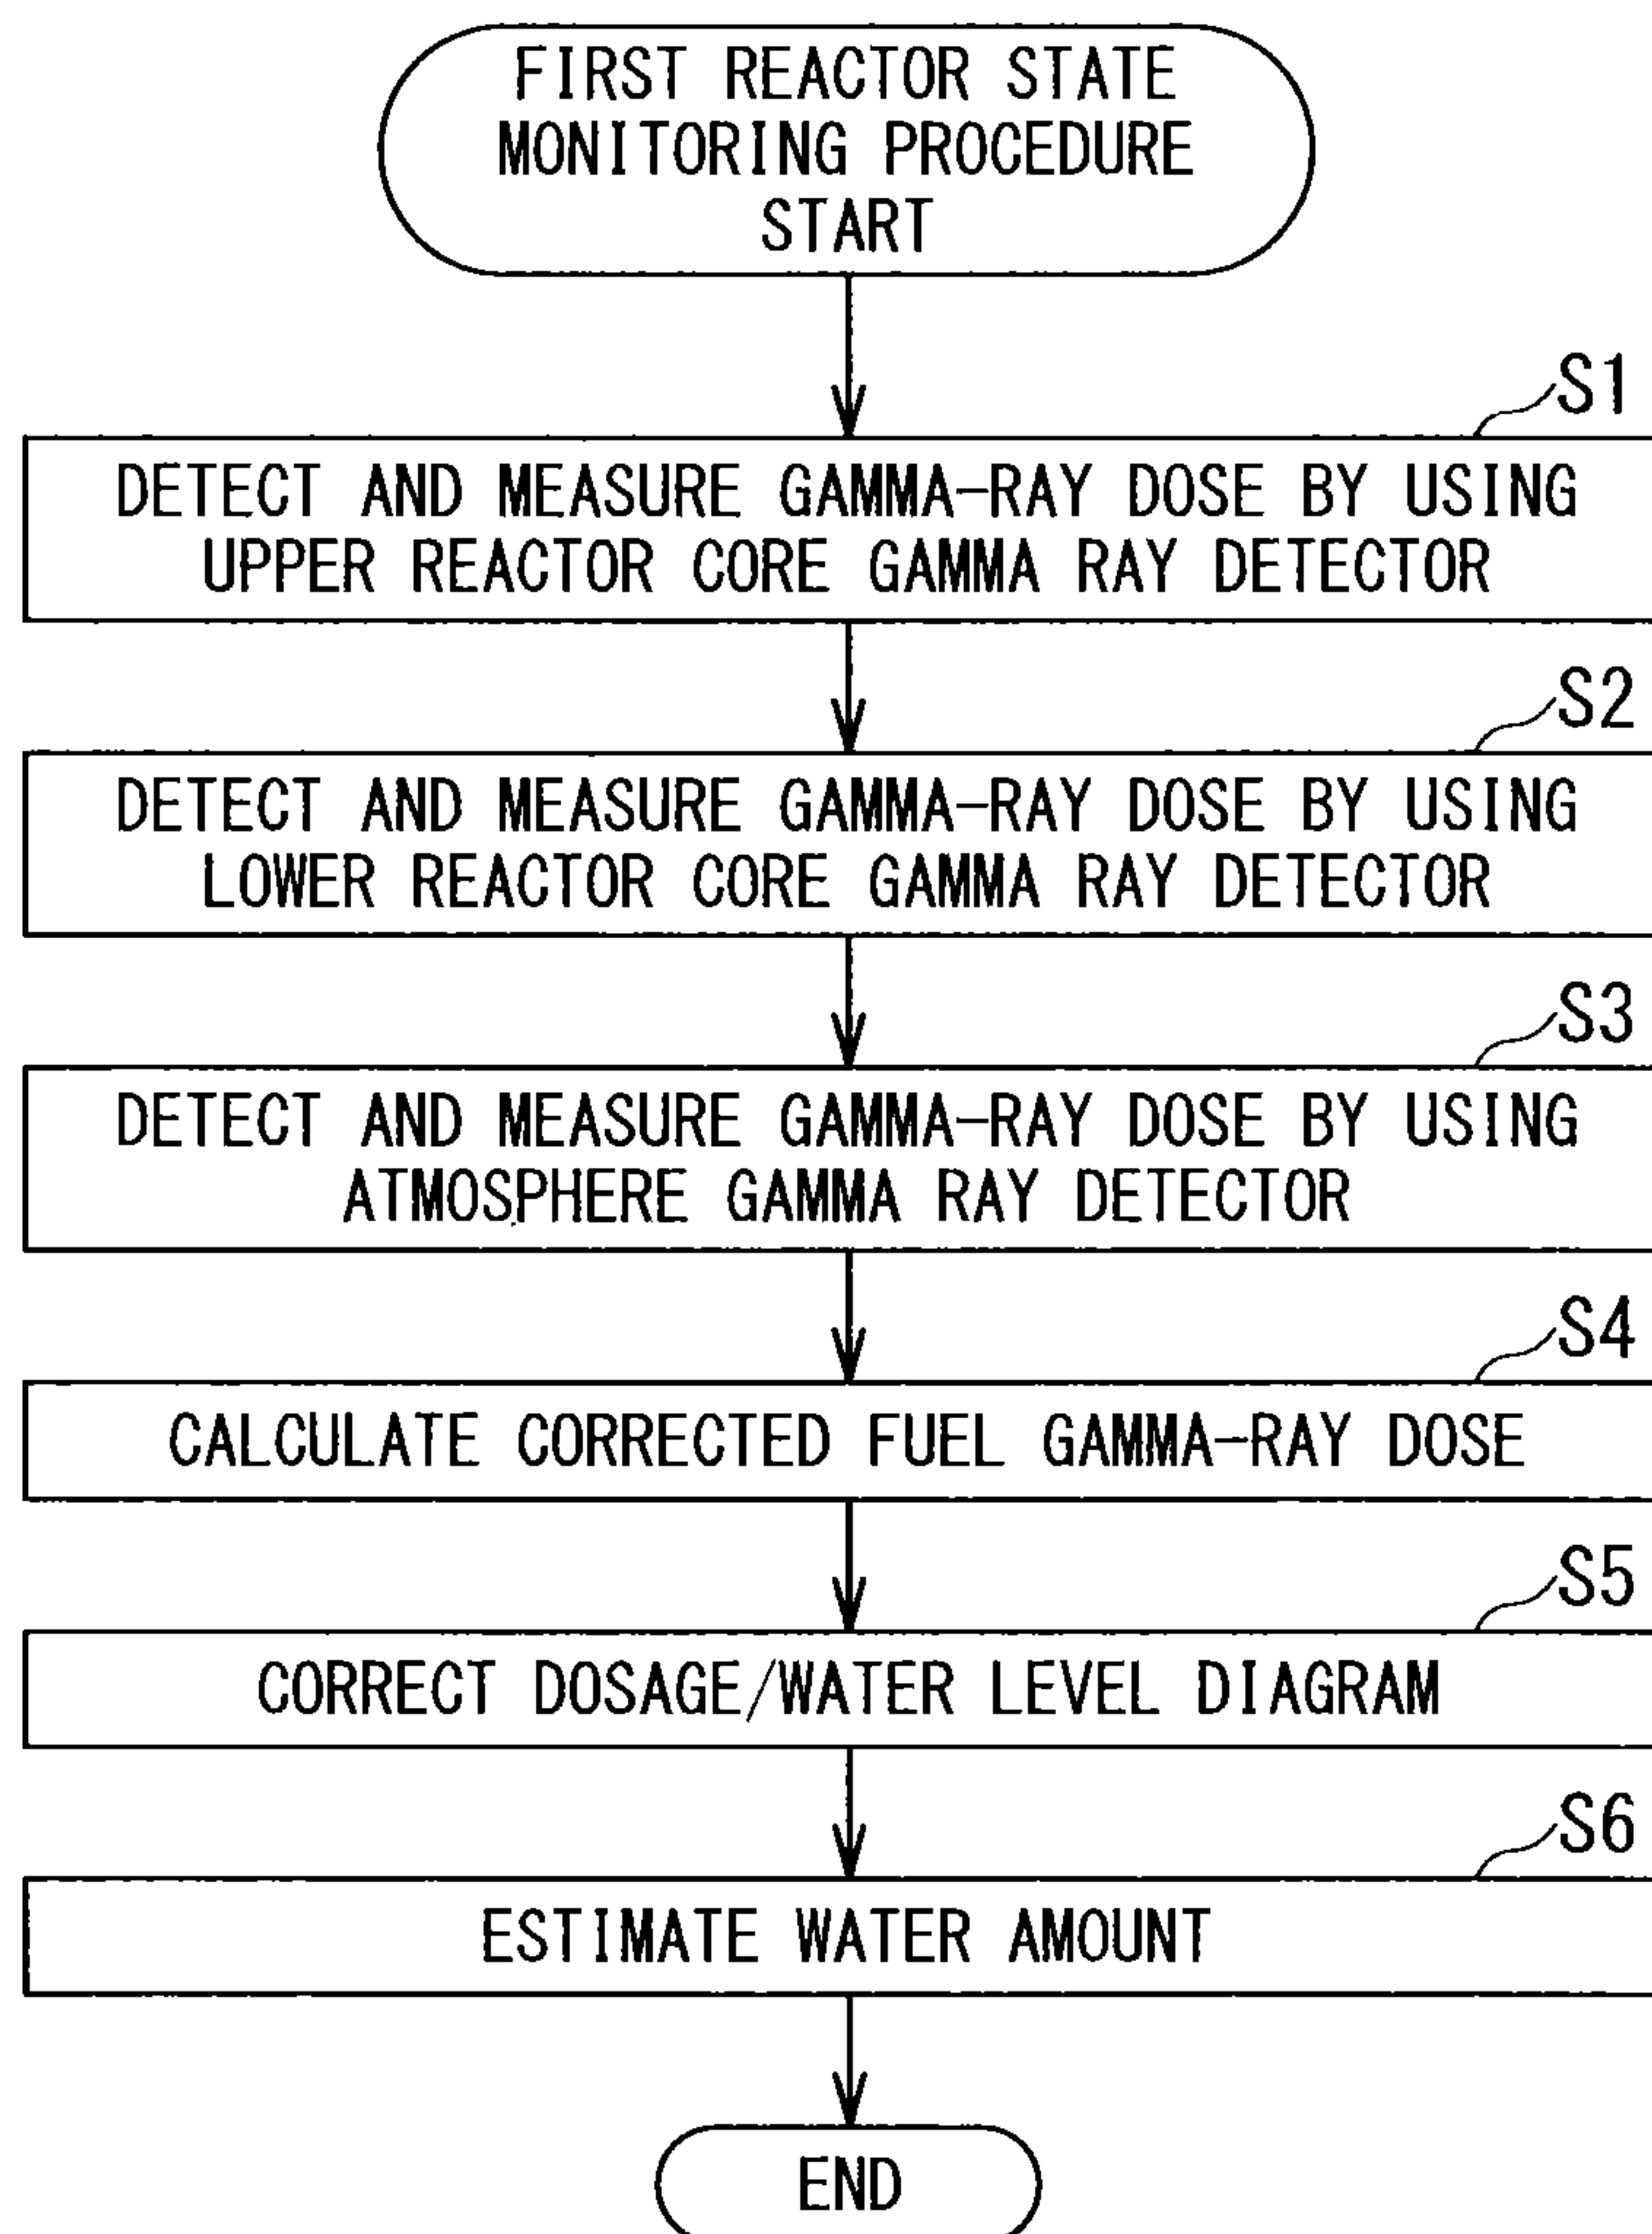 FIRST REACTOR STATE
MONITORING PROCEDURE
START
S1
DETECT AND MEASURE GAMMA-RAY DOSE BY USING
UPPER REACTOR CORE GAMMA RAY DETECTOR
S2
DETECT AND MEASURE GAMMA-RAY DOSE BY USING
LOWER REACTOR CORE GAMMA RAY DETECTOR
S3
DETECT AND MEASURE GAMMA-RAY DOSE BY USING
ATMOSPHERE GAMMA RAY DETECTOR
S4
CALCULATE CORRECTED FUEL GAMMA-RAY DOSE
S5
CORRECT DOSAGE/WATER LEVEL DIAGRAM
S6
ESTIMATE WATER AMOUNT
END